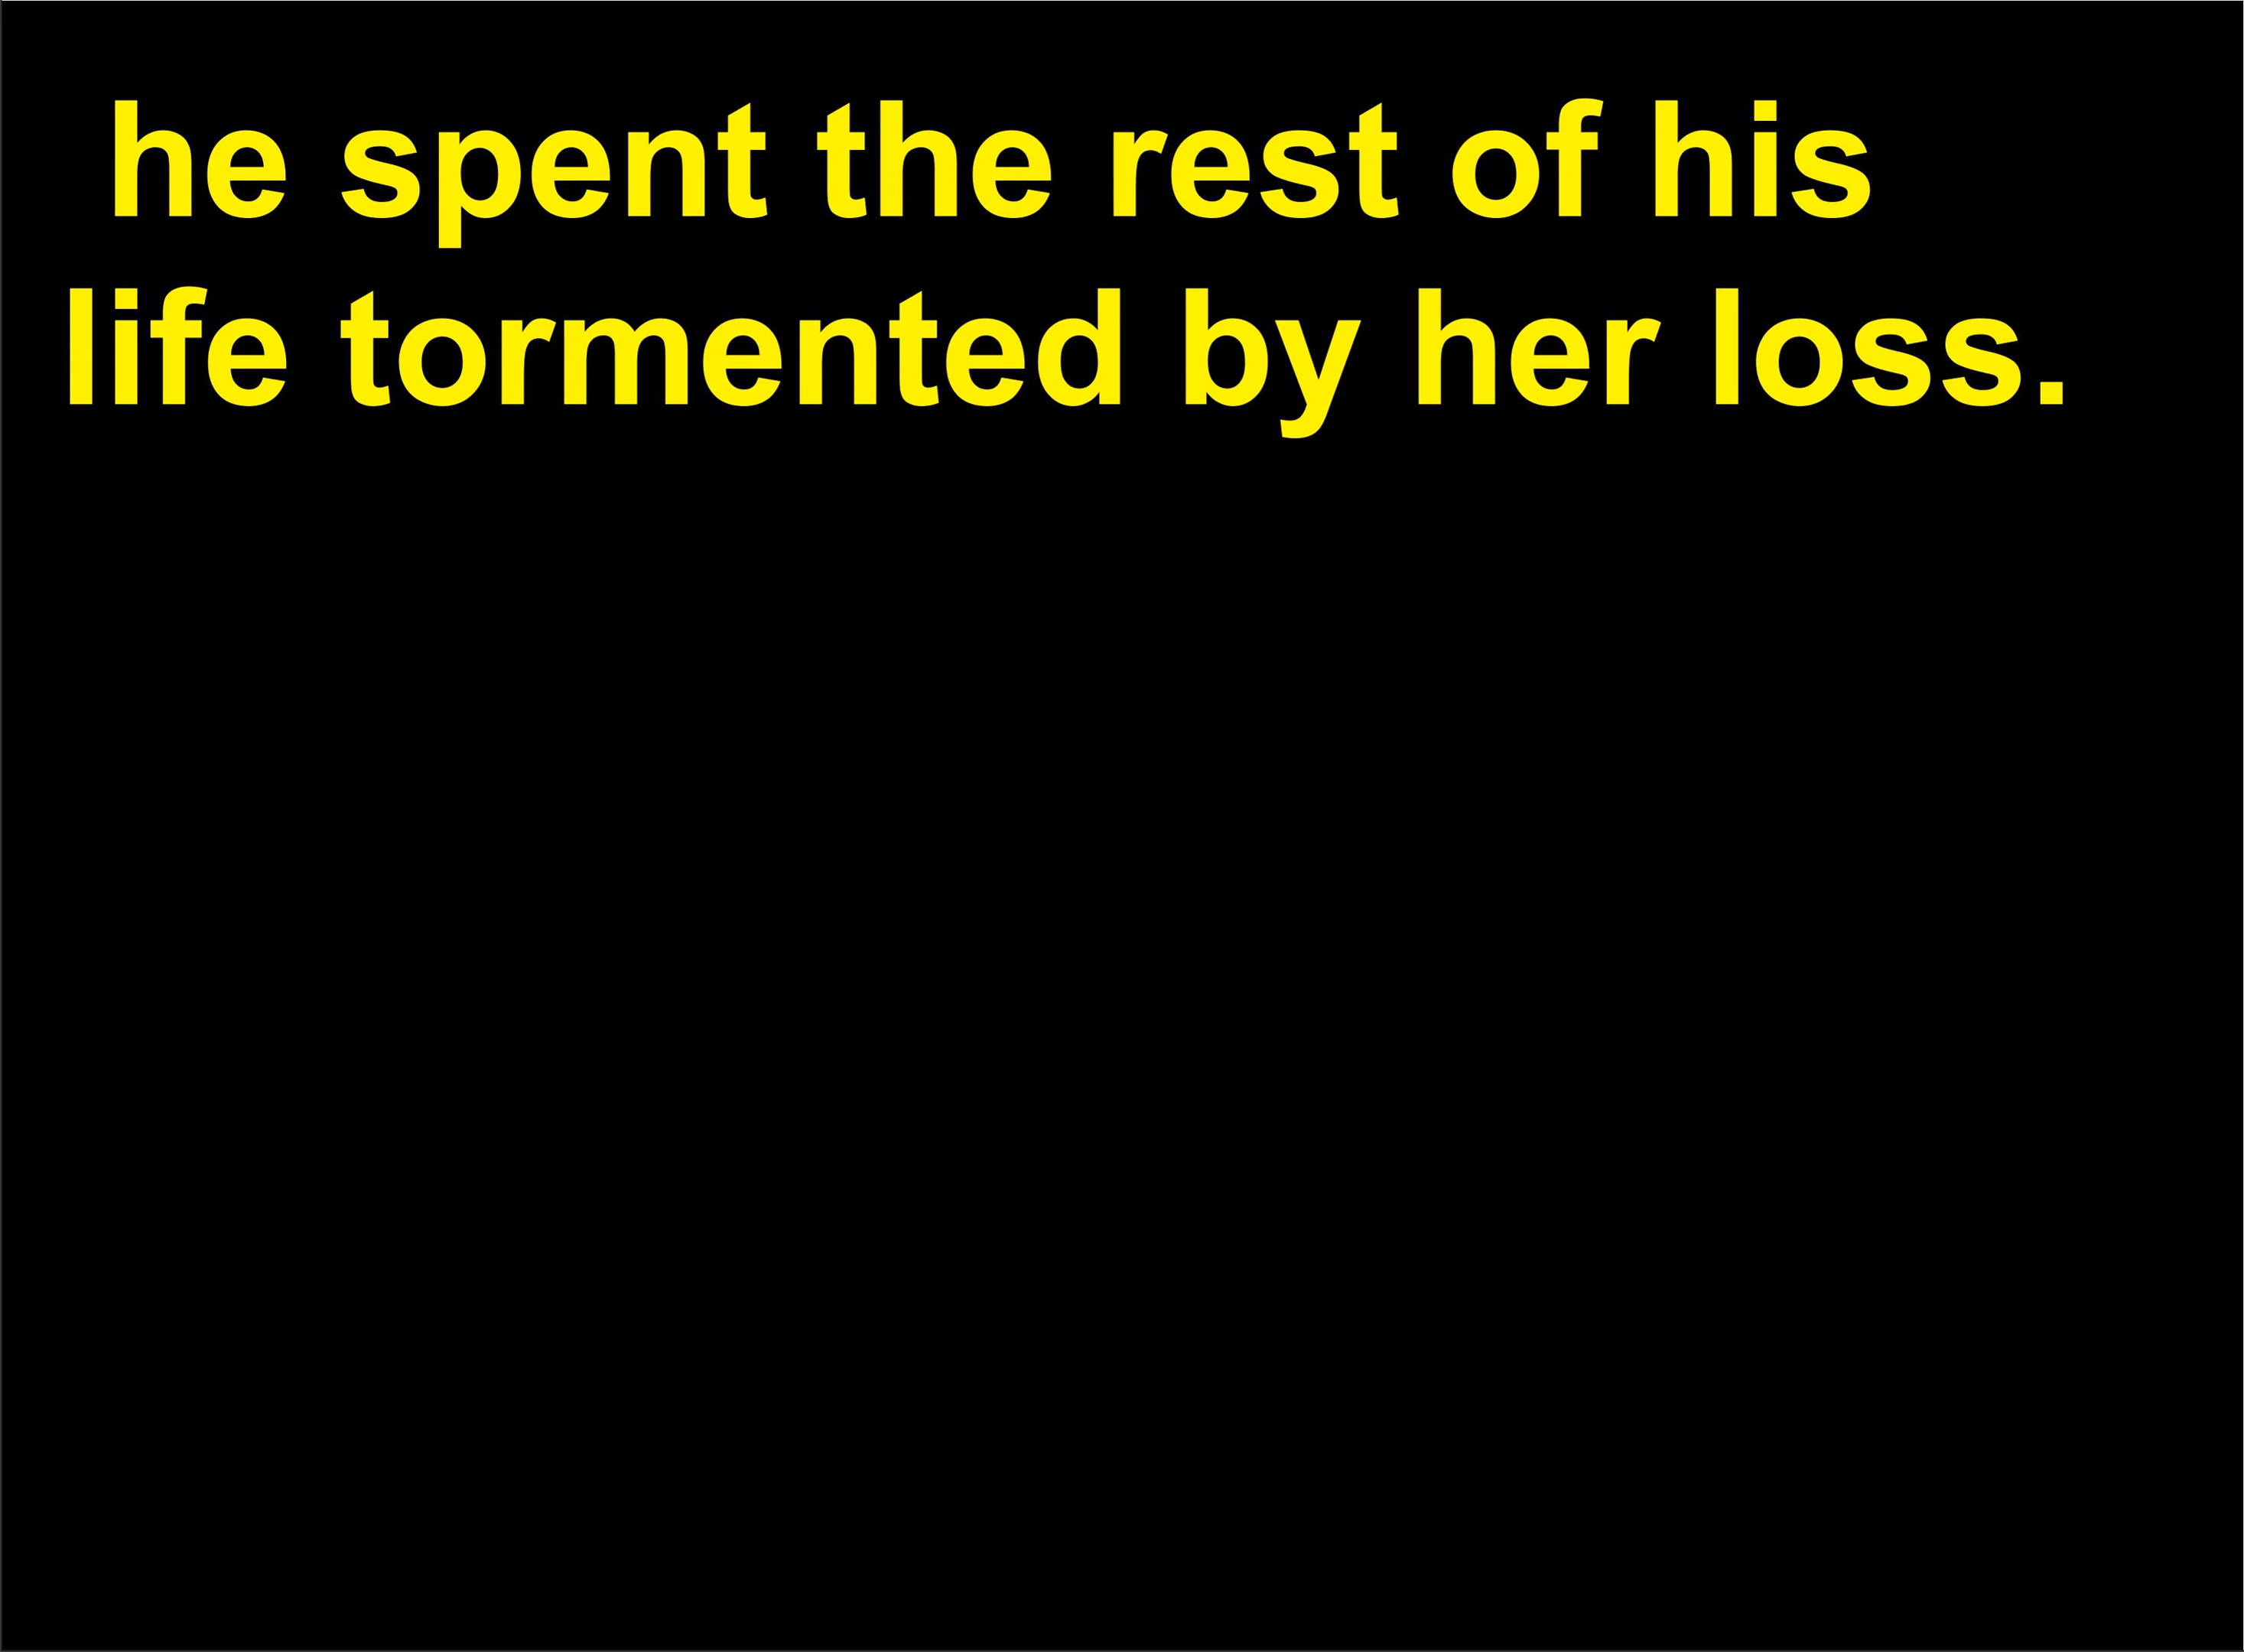 he spent the rest of his
life tormented by her loss.